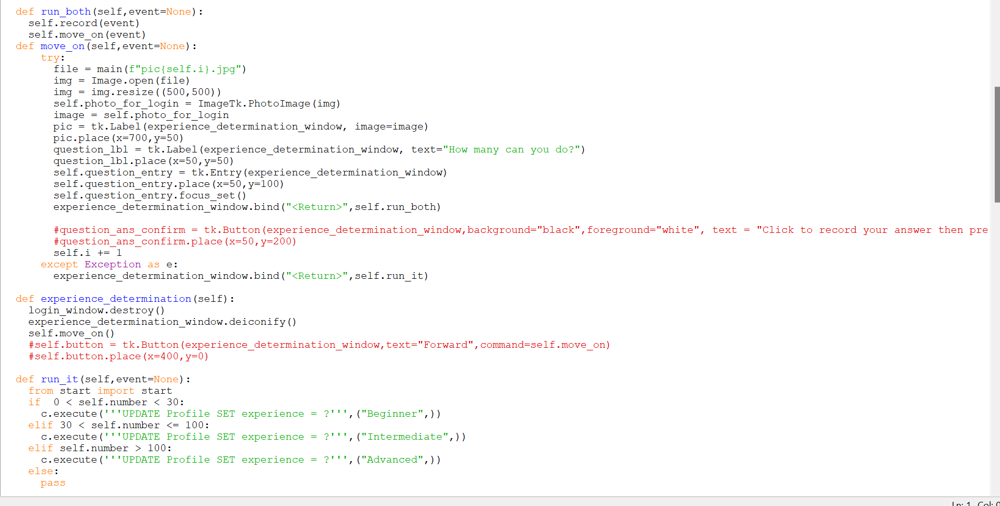 def run_both(self,event=None):
  self.record(event)
  self.move_on(event)
def move_on(self,event=None):
    try:
      file = main(f"pic{self.i}.jpg")
      img = Image.open(file)
      img = img.resize((500,500))
      self.photo_for_login = ImageTk.PhotoImage(img)
      image = self.photo_for_login
      pic = tk.Label(experience_determination_window, image=image)
      pic.place(x=700,y=50)
      question_lbl = tk.Label(experience_determination_window, text="How many can you do?")
      question_lbl.place(x=50,y=50)
      self.question_entry = tk.Entry(experience_determination_window)
      self.question_entry.place(x=50,y=100)
      self.question_entry.focus_set()
      experience_determination_window.bind("<Return>",self.run_both)
      #question_ans_confirm = tk.Button(experience_determination_window,background="black",foreground="white", text = "Click to record your answer then pre
      #question_ans_confirm.place(x=50,y=200)
      self.i += 1
    except Exception as e:
      experience_determination_window.bind("<Return>",self.run_it)
def experience_determination(self):
  login_window.destroy()
  experience_determination_window.deiconify()
  self.move_on()
  #self.button = tk.Button(experience_determination_window,text="Forward",command=self.move_on)
  #self.button.place(x=400,y=0)
def run_it(self,event=None):
  from start import start
  if  0 < self.number < 30:
    c.execute('''UPDATE Profile SET experience = ?''',("Beginner",))
  elif 30 < self.number <= 100:
    c.execute('''UPDATE Profile SET experience = ?''',("Intermediate",))
  elif self.number > 100:
    c.execute('''UPDATE Profile SET experience = ?''',("Advanced",))
  else:
    pass
Ln: 1 Col: 0